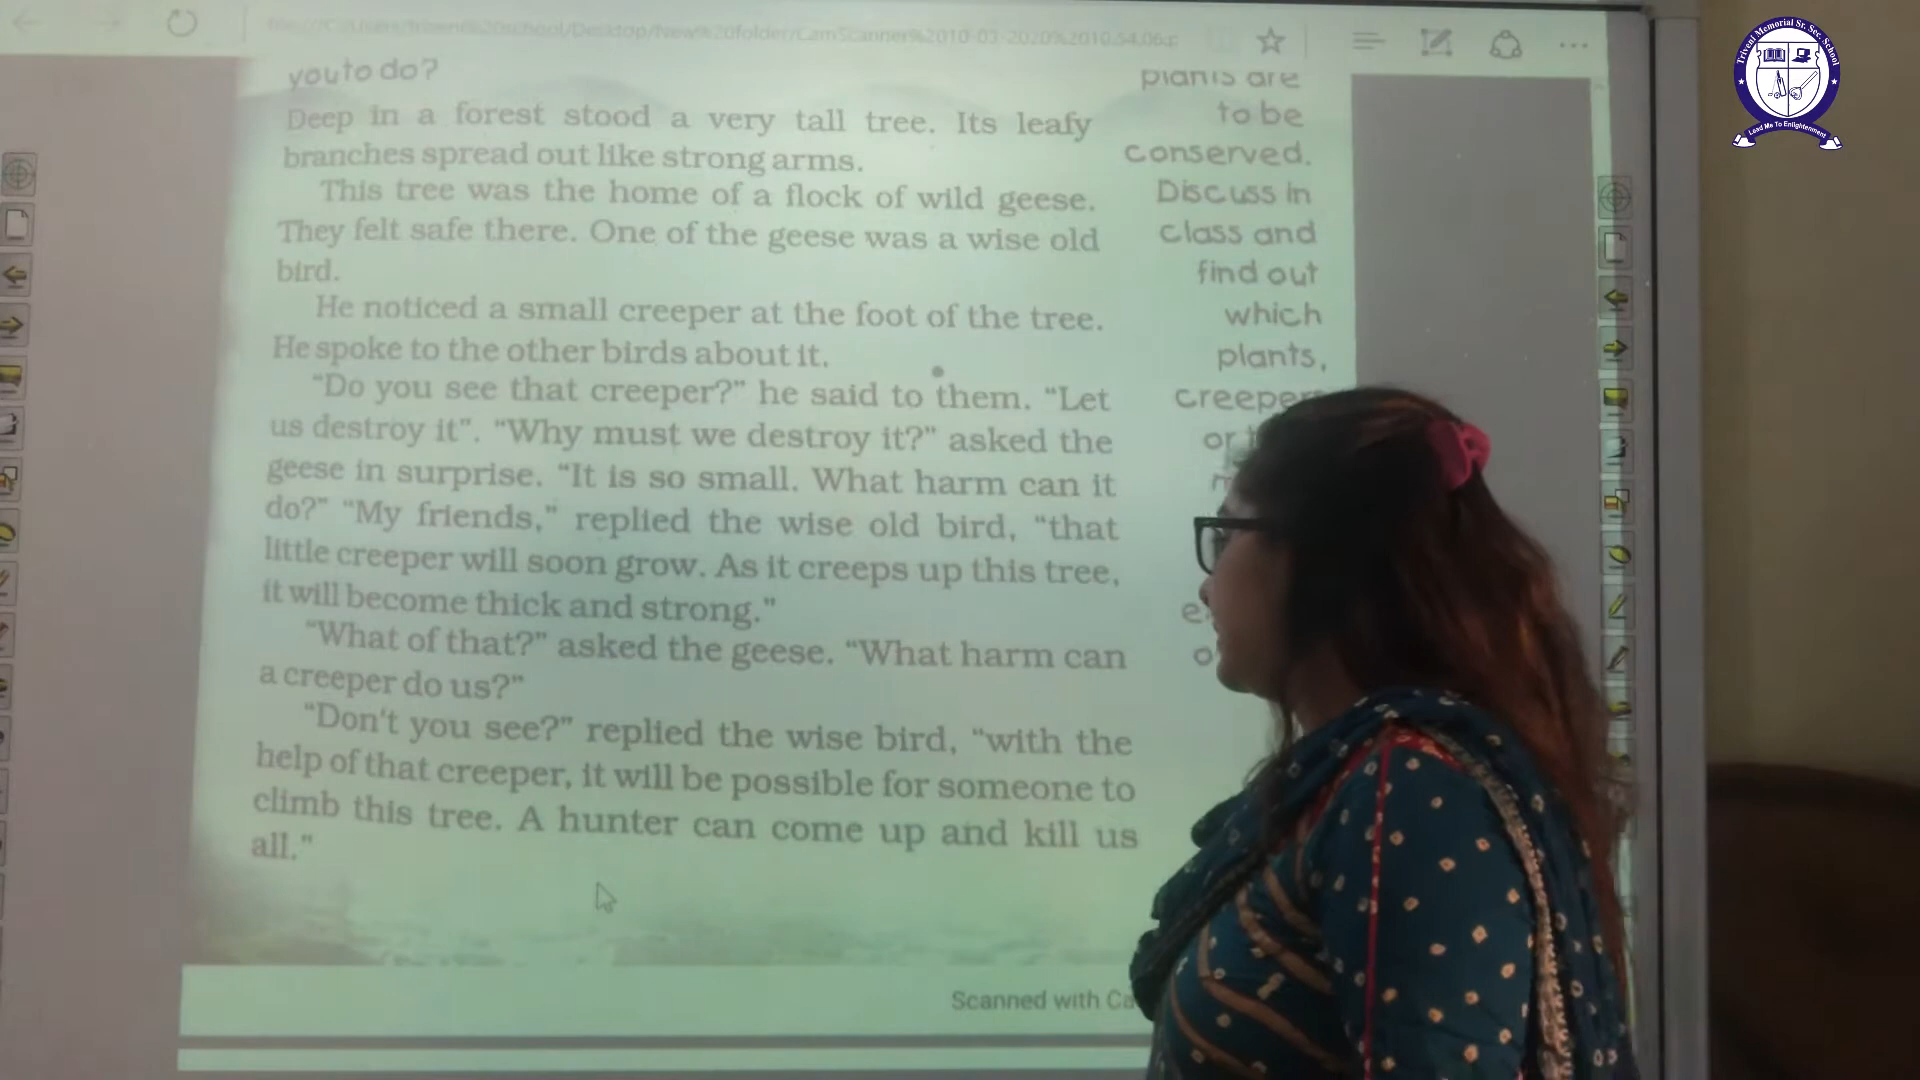 you to do?
Deep in a forest stood a very tall tree. Its leafy
branches spread out like strong arms.
This tree was the home of a flock of wild geese.
They felt safe there. One of the geese was a wise old
bird.
He noticed a small creeper at the foot of the tree.
He spoke to the other birds about it.
“Do you see that creeper?” he said to them. “Let
us destroy it”. “Why must we destroy it?” asked the
geese in surprise. “It is so small. What harm can it
do?” “My friends,” replied the wise old bird, “that
little creeper will soon grow. As it creeps up this tree,
it will become thick and strong.”
“What of that?” asked the geese. “What harm can
a creeper do us?”
“Don't you see?” replied the wise bird, “with the
help of that creeper, it will be possible for someone to
climb this tree. A hunter can come up and kill us
all.”
plants are
to be
conserved.
Discuss in
class and
find out
which
plants,
Scanned with
Triveni Memorial Sr. Sec. School
Lead Me To Enlightenment